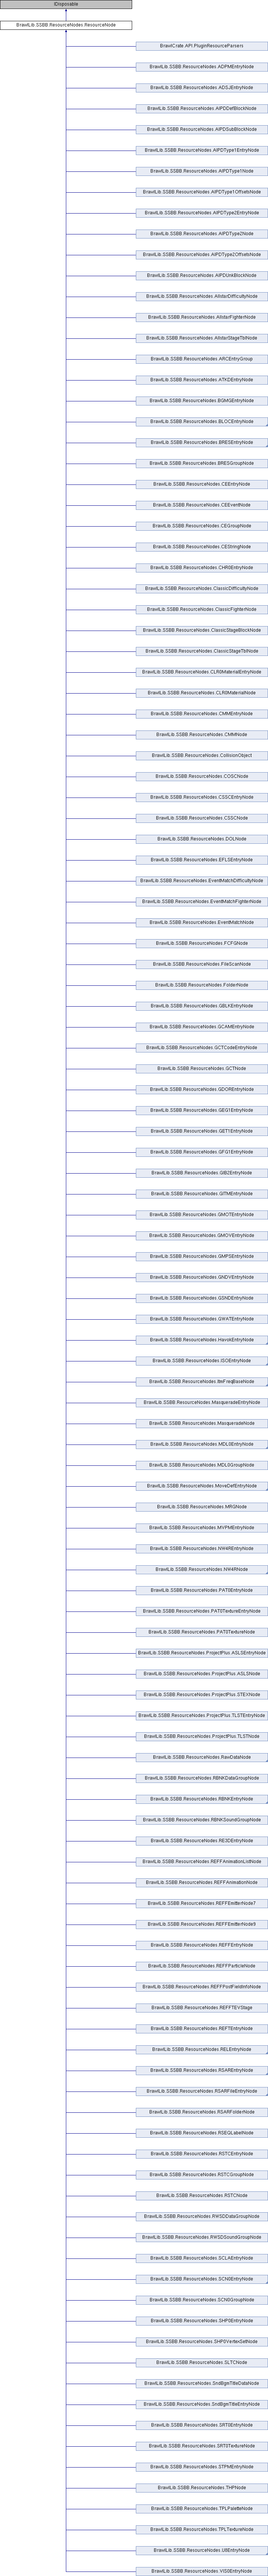 IDisposable
BrawlLib.SSBB.ResourceNodes.ResourceNode
BrawlCrate.API.PluginResourceParsers
BrawlLib.SSBB.ResourceNodes.ADPMEntryNode
BrawlLib.SSBB.ResourceNodes.ADSJEntryNode
BrawlLib.SSBB.ResourceNodes.AIPDDefBlockNode
BrawlLib.SSBB.ResourceNodes.AIPDSubBlockNode
BrawlLib.SSBB.ResourceNodes.AIPDType1EntryNode
BrawlLib.SSBB.ResourceNodes.AIPDType1Node
BrawlLib.SSBB.ResourceNodes.AIPDType1OffsetsNode
BrawlLib.SSBB.ResourceNodes.AIPDType2EntryNode
BrawlLib.SSBB.ResourceNodes.AIPDType2Node
BrawlLib.SSBB.ResourceNodes.AIPDType2OffsetsNode
BrawlLib.SSBB.ResourceNodes.AIPDUnkBlockNode
BrawlLib.SSBB.ResourceNodes.AllstarDifficultyNode
BrawlLib.SSBB.ResourceNodes.AllstarFighterNode
BrawlLib.SSBB.ResourceNodes.AllstarStageTblNode
BrawlLib.SSBB.ResourceNodes.ARCEntryGroup
BrawlLib.SSBB.ResourceNodes.ATKDEntryNode
BrawlLib.SSBB.ResourceNodes.BGMGEntryNode
BrawlLib.SSBB.ResourceNodes.BLOCEntryNode
BrawlLib.SSBB.ResourceNodes.BRESEntryNode
BrawlLib.SSBB.ResourceNodes.BRESGroupNode
BrawlLib.SSBB.ResourceNodes.CEEntryNode
BrawlLib.SSBB.ResourceNodes.CEEventNode
BrawlLib.SSBB.ResourceNodes.CEGroupNode
BrawlLib.SSBB.ResourceNodes.CEStringNode
BrawlLib.SSBB.ResourceNodes.CHR0EntryNode
BrawlLib.SSBB.ResourceNodes.ClassicDifficultyNode
BrawlLib.SSBB.ResourceNodes.ClassicFighterNode
BrawlLib.SSBB.ResourceNodes.ClassicStageBlockNode
BrawlLib.SSBB.ResourceNodes.ClassicStageTblNode
BrawlLib.SSBB.ResourceNodes.CLR0MaterialEntryNode
BrawlLib.SSBB.ResourceNodes.CLR0MaterialNode
BrawlLib.SSBB.ResourceNodes.CMMEntryNode
BrawlLib.SSBB.ResourceNodes.CMMNode
BrawlLib.SSBB.ResourceNodes.CollisionObject
BrawlLib.SSBB.ResourceNodes.COSCNode
BrawlLib.SSBB.ResourceNodes.CSSCEntryNode
BrawlLib.SSBB.ResourceNodes.CSSCNode
BrawlLib.SSBB.ResourceNodes.DOLNode
BrawlLib.SSBB.ResourceNodes.EFLSEntryNode
BrawlLib.SSBB.ResourceNodes.EventMatchDifficultyNode
BrawlLib.SSBB.ResourceNodes.EventMatchFighterNode
BrawlLib.SSBB.ResourceNodes.EventMatchNode
BrawlLib.SSBB.ResourceNodes.FCFGNode
BrawlLib.SSBB.ResourceNodes.FileScanNode
BrawlLib.SSBB.ResourceNodes.FolderNode
BrawlLib.SSBB.ResourceNodes.GBLKEntryNode
BrawlLib.SSBB.ResourceNodes.GCAMEntryNode
BrawlLib.SSBB.ResourceNodes.GCTCodeEntryNode
BrawlLib.SSBB.ResourceNodes.GCTNode
BrawlLib.SSBB.ResourceNodes.GDOREntryNode
BrawlLib.SSBB.ResourceNodes.GEG1EntryNode
BrawlLib.SSBB.ResourceNodes.GET1EntryNode
BrawlLib.SSBB.ResourceNodes.GFG1EntryNode
BrawlLib.SSBB.ResourceNodes.GIB2EntryNode
BrawlLib.SSBB.ResourceNodes.GITMEntryNode
BrawlLib.SSBB.ResourceNodes.GMOTEntryNode
BrawlLib.SSBB.ResourceNodes.GMOVEntryNode
BrawlLib.SSBB.ResourceNodes.GMPSEntryNode
BrawlLib.SSBB.ResourceNodes.GNDVEntryNode
BrawlLib.SSBB.ResourceNodes.GSNDEntryNode
BrawlLib.SSBB.ResourceNodes.GWATEntryNode
BrawlLib.SSBB.ResourceNodes.HavokEntryNode
BrawlLib.SSBB.ResourceNodes.ISOEntryNode
BrawlLib.SSBB.ResourceNodes.ItmFreqBaseNode
BrawlLib.SSBB.ResourceNodes.MasqueradeEntryNode
BrawlLib.SSBB.ResourceNodes.MasqueradeNode
BrawlLib.SSBB.ResourceNodes.MDL0EntryNode
BrawlLib.SSBB.ResourceNodes.MDL0GroupNode
BrawlLib.SSBB.ResourceNodes.MoveDefEntryNode
BrawlLib.SSBB.ResourceNodes.MRGNode
BrawlLib.SSBB.ResourceNodes.MVPMEntryNode
BrawlLib.SSBB.ResourceNodes.NW4REntryNode
BrawlLib.SSBB.ResourceNodes.NW4RNode
BrawlLib.SSBB.ResourceNodes.PAT0EntryNode
BrawlLib.SSBB.ResourceNodes.PAT0TextureEntryNode
BrawlLib.SSBB.ResourceNodes.PAT0TextureNode
BrawlLib.SSBB.ResourceNodes.ProjectPlus.ASLSEntryNode
BrawlLib.SSBB.ResourceNodes.ProjectPlus.ASLSNode
BrawlLib.SSBB.ResourceNodes.ProjectPlus.STEXNode
BrawlLib.SSBB.ResourceNodes.ProjectPlus.TLSTEntryNode
BrawlLib.SSBB.ResourceNodes.ProjectPlus.TLSTNode
BrawlLib.SSBB.ResourceNodes.RawDataNode
BrawlLib.SSBB.ResourceNodes.RBNKDataGroupNode
BrawlLib.SSBB.ResourceNodes.RBNKEntryNode
BrawlLib.SSBB.ResourceNodes.RBNKSoundGroupNode
BrawlLib.SSBB.ResourceNodes.RE3DEntryNode
BrawlLib.SSBB.ResourceNodes.REFFAnimationListNode
BrawlLib.SSBB.ResourceNodes.REFFAnimationNode
BrawlLib.SSBB.ResourceNodes.REFFEmitterNode7
BrawlLib.SSBB.ResourceNodes.REFFEmitterNode9
BrawlLib.SSBB.ResourceNodes.REFFEntryNode
BrawlLib.SSBB.ResourceNodes.REFFParticleNode
BrawlLib.SSBB.ResourceNodes.REFFPostFieldInfoNode
BrawlLib.SSBB.ResourceNodes.REFFTEVStage
BrawlLib.SSBB.ResourceNodes.REFTEntryNode
BrawlLib.SSBB.ResourceNodes.RELEntryNode
BrawlLib.SSBB.ResourceNodes.RSAREntryNode
BrawlLib.SSBB.ResourceNodes.RSARFileEntryNode
BrawlLib.SSBB.ResourceNodes.RSARFolderNode
BrawlLib.SSBB.ResourceNodes.RSEQLabelNode
BrawlLib.SSBB.ResourceNodes.RSTCEntryNode
BrawlLib.SSBB.ResourceNodes.RSTCGroupNode
BrawlLib.SSBB.ResourceNodes.RSTCNode
BrawlLib.SSBB.ResourceNodes.RWSDDataGroupNode
BrawlLib.SSBB.ResourceNodes.RWSDSoundGroupNode
BrawlLib.SSBB.ResourceNodes.SCLAEntryNode
BrawlLib.SSBB.ResourceNodes.SCN0EntryNode
BrawlLib.SSBB.ResourceNodes.SCN0GroupNode
BrawlLib.SSBB.ResourceNodes.SHP0EntryNode
BrawlLib.SSBB.ResourceNodes.SHP0VertexSetNode
BrawlLib.SSBB.ResourceNodes.SLTCNode
BrawlLib.SSBB.ResourceNodes.SndBgmTitleDataNode
BrawlLib.SSBB.ResourceNodes.SndBgmTitleEntryNode
BrawlLib.SSBB.ResourceNodes.SRT0EntryNode
BrawlLib.SSBB.ResourceNodes.SRT0TextureNode
BrawlLib.SSBB.ResourceNodes.STPMEntryNode
BrawlLib.SSBB.ResourceNodes.THPNode
BrawlLib.SSBB.ResourceNodes.TPLPaletteNode
BrawlLib.SSBB.ResourceNodes.TPLTextureNode
BrawlLib.SSBB.ResourceNodes.U8EntryNode
BrawlLib.SSBB.ResourceNodes.VIS0EntryNode